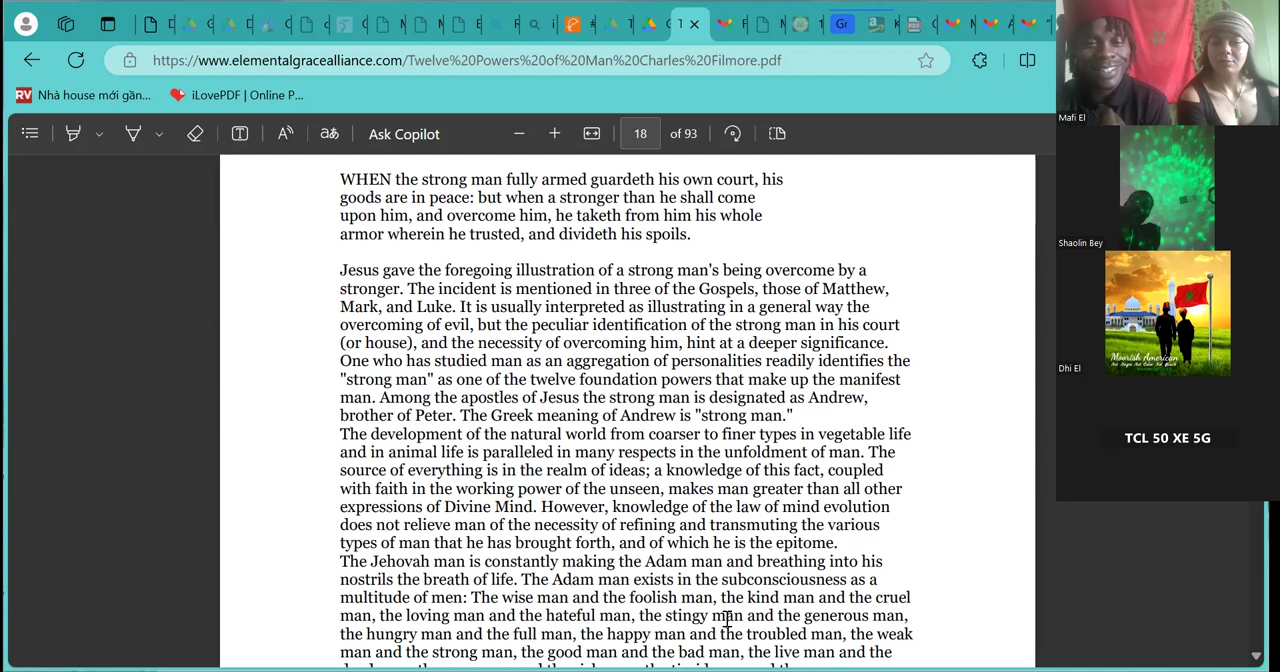 https://www.elementalgracealliance.com/Twelve%20Powers%20of%20Man%20Charles%20Filmore.pdf
RV Nhà house mới gần...
iLovePDF | Online P...
Ask Copilot
18 of 93
WHEN the strong man fully armed guardeth his own court, his
goods are in peace: but when a stronger than he shall come
upon him, and overcome him, he taketh from him his whole
armor wherein he trusted, and divideth his spoils.
Jesus gave the foregoing illustration of a strong man's being overcome by a
stronger. The incident is mentioned in three of the Gospels, those of Matthew,
Mark, and Luke. It is usually interpreted as illustrating in a general way the
overcoming of evil, but the peculiar identification of the strong man in his court
(or house), and the necessity of overcoming him, hint at a deeper significance.
One who has studied man as an aggregation of personalities readily identifies the
"strong man" as one of the twelve foundation powers that make up the manifest
man. Among the apostles of Jesus the strong man is designated as Andrew,
brother of Peter. The Greek meaning of Andrew is "strong man."
The development of the natural world from coarser to finer types in vegetable life
and in animal life is paralleled in many respects in the unfoldment of man. The
source of everything is in the realm of ideas; a knowledge of this fact, coupled
with faith in the working power of the unseen, makes man greater than all other
expressions of Divine Mind. However, knowledge of the law of mind evolution
does not relieve man of the necessity of refining and transmuting the various
types of man that he has brought forth, and of which he is the epitome.
The Jehovah man is constantly making the Adam man and breathing into his
nostrils the breath of life. The Adam man exists in the subconsciousness as a
multitude of men: The wise man and the foolish man, the kind man and the cruel
man, the loving man and the hateful man, the stingy man and the generous man,
the hungry man and the full man, the happy man and the troubled man, the weak
man and the strong man, the good man and the bad man, the live man and the
Mafi El
Shaolin Bey
Moorish American
Dhi El
TCL 50 XE 5G